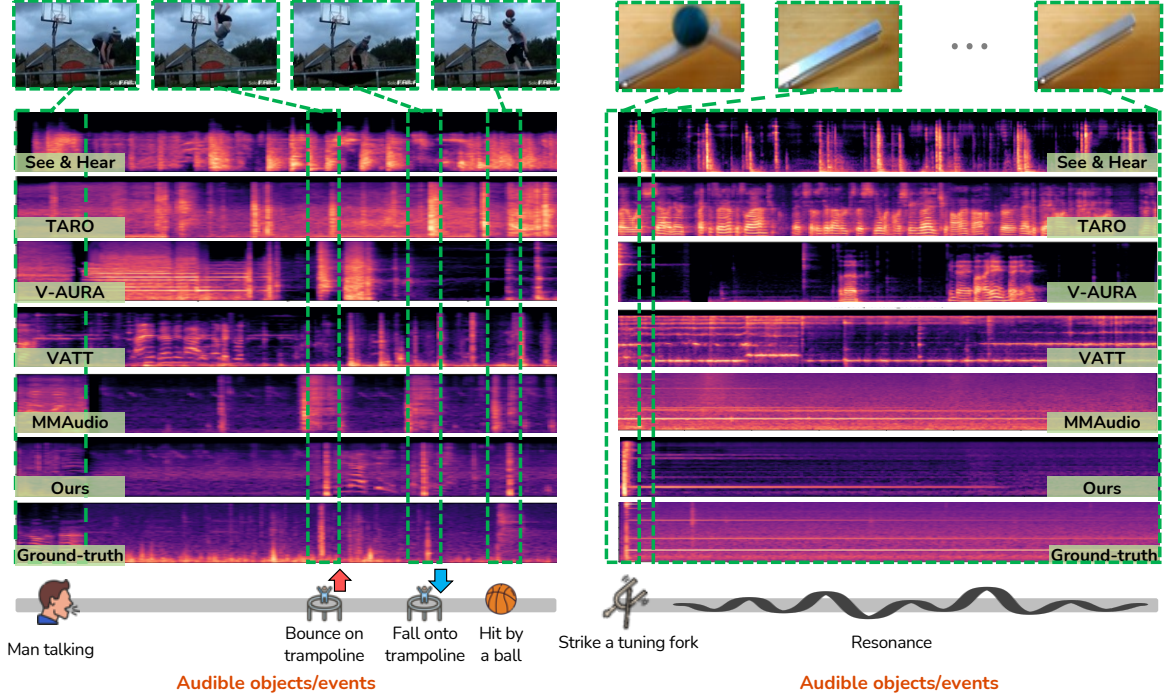 See & Hear
TARO
V-AURA
VATT
MMAudio
Ours
Ground-truth
Man talking
Bounce on
trampoline
Fall onto
trampoline
Hit by
a ball
Audible objects/events
See & Hear
TARO
V-AURA
VATT
MMAudio
Ours
Ground-truth
Strike a tuning fork
Resonance
Audible objects/events